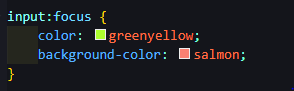 input:focus {
    color: greenyellow;
    background-color: salmon;
}